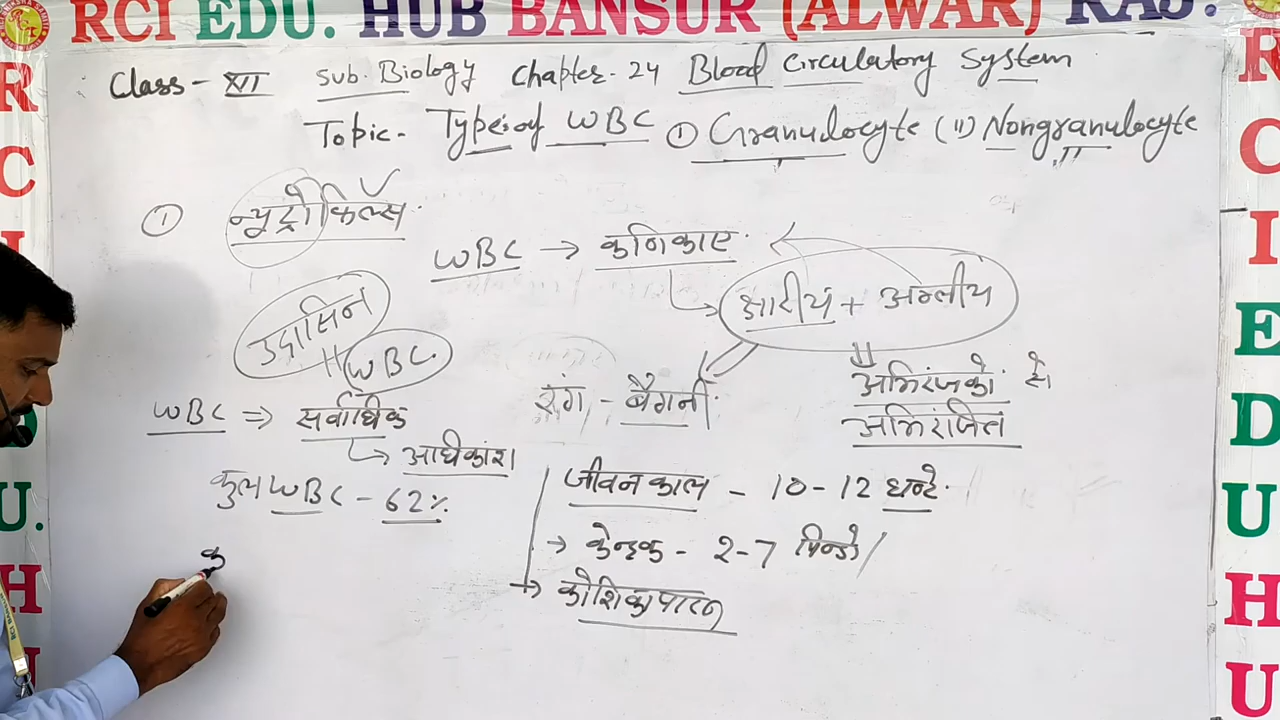 RCI EDU. HUB BANSUR (ALWAR) RAJ.
Class - XII Sub. Biology Chapter- 24 Blood Circulatory System
Topic - Types of WBC (i) Granulocyte (ii) Nongranulocyte
① न्यूट्रोफिल्स
WBC → कणिकाए
क्षारीय + अम्लीय
उदासिन
WBC
रंग - बैगनी
अभिरंजको से
अभिरंजित
WBC ⇒ सर्वाधिक
↳ अधिकांश।
कुल WBC - 62%
जीवन काल - 10-12 घन्टे
→ केन्द्रक - 2-7 पिन्डो
→ कोशिकापारण
क
R
C
I
E
D
U.
H
R
C
I
E
D
U
H
U